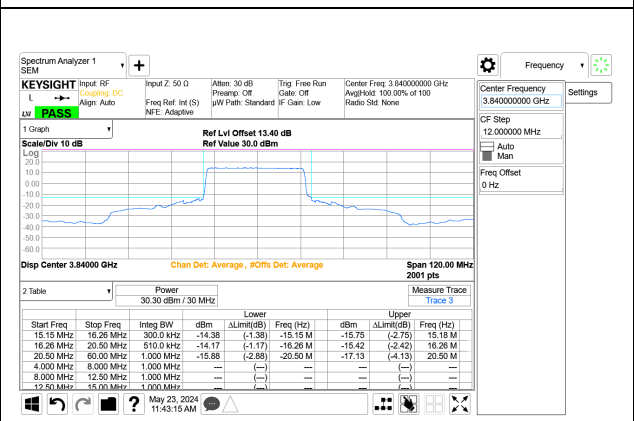 Spectrum Analyzer 1
SEM
Frequency
KEYSIGHT
L
LXI PASS
Input: RF
Coupling: DC
Align: Auto
Input Z: 50 Ω
Freq Ref: Int (S)
NFE: Adaptive
Atten: 30 dB
Preamp: Off
µW Path: Standard
Trig: Free Run
Gate: Off
IF Gain: Low
Center Freq: 3.840000000 GHz
Avg|Hold: 100.00% of 100
Radio Std: None
Center Frequency
3.840000000 GHz
Settings
CF Step
12.000000 MHz
Auto
Man
Freq Offset
0 Hz
1 Graph
Scale/Div 10 dB
Ref Lvl Offset 13.40 dB
Ref Value 30.0 dBm
Log
20.0
10.0
0.00
-10.0
-20.0
-30.0
-40.0
-50.0
-60.0
Disp Center 3.84000 GHz
Chan Det: Average, #Offs Det: Average
Span 120.00 MHz
2001 pts
2 Table
Power
30.30 dBm / 30 MHz
Measure Trace
Trace 3
Lower Upper
Start Freq Stop Freq Integ BW dBm ΔLimit(dB) Freq (Hz) dBm ΔLimit(dB) Freq (Hz)
15.15 MHz 16.26 MHz 300.0 kHz -14.38 (-1.38) -15.15 M -15.75 (-2.75) 15.18 M
16.26 MHz 20.50 MHz 510.0 kHz -14.17 (-1.17) -16.26 M -15.42 (-2.42) 16.26 M
20.50 MHz 60.00 MHz 1.000 MHz -15.88 (-2.88) -20.50 M -17.13 (-4.13) 20.50 M
4.000 MHz 8.000 MHz 1.000 MHz --- (---) --- --- (---) ---
8.000 MHz 12.50 MHz 1.000 MHz --- (---) --- --- (---) ---
12.50 MHz 15.00 MHz 1.000 MHz --- (---) --- --- (---) ---
?
May 23, 2024
11:43:15 AM